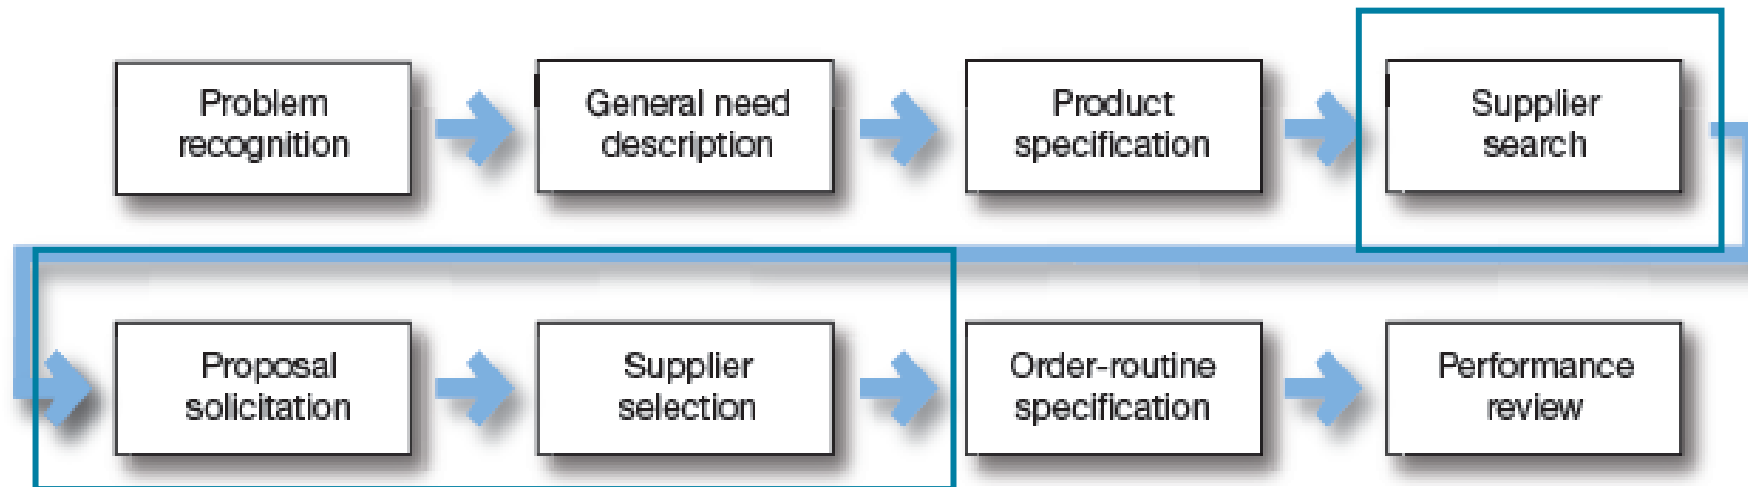 Problem
recognition
General need
description
Product
specification
Supplier
search
Proposal
solicitation
Supplier
selection
Order-routine
specification
Performance
review